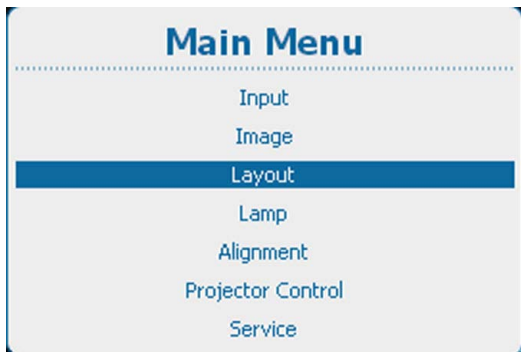 Main Menu
Input
Image
Layout
Lamp
Alignment
Projector Control
Service